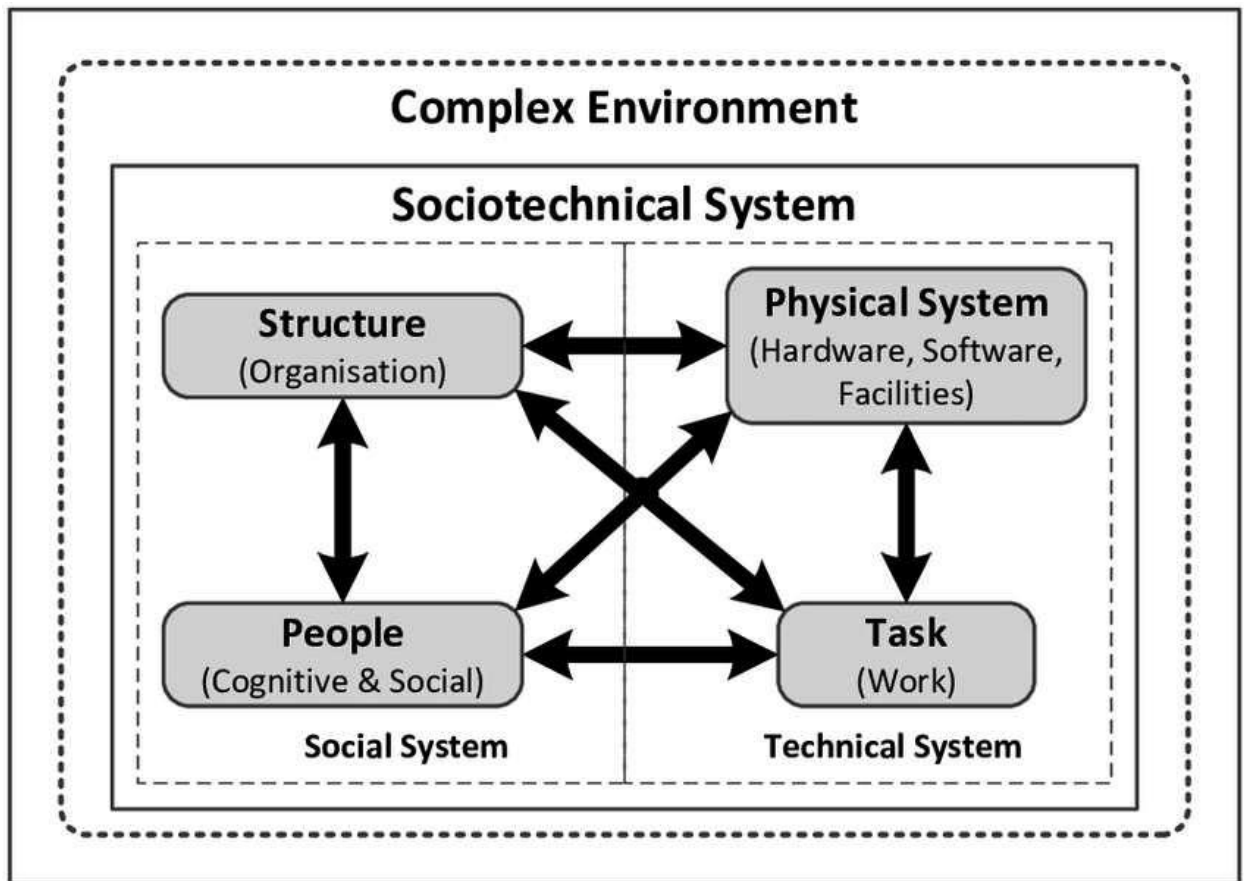 Complex Environment
Sociotechnical System
Structure
(Organisation)
Physical System
(Hardware, Software,
Facilities)
People
(Cognitive & Social)
Task
(Work)
Social System
Technical System